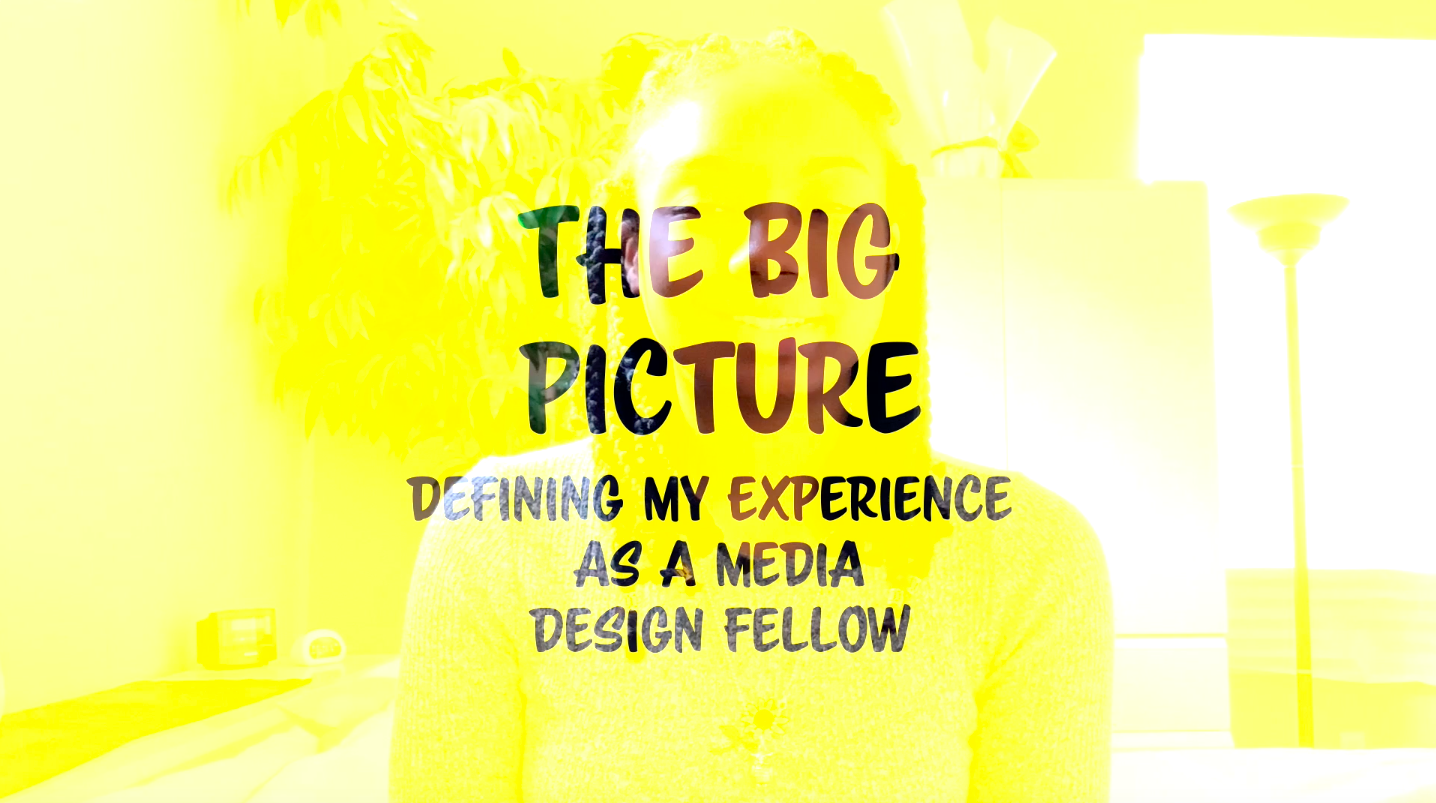 THE BIG
PICTURE
DEFINING MY EXPERIENCE
AS A MEDIA
DESIGN FELLOW